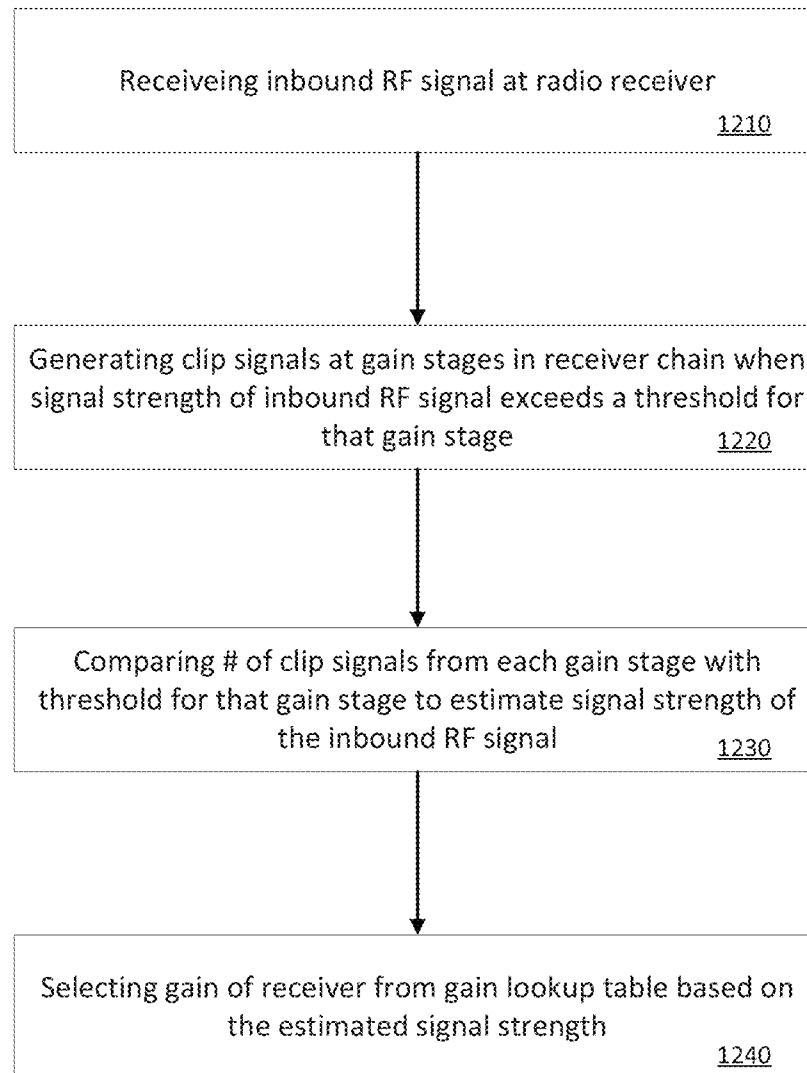 Receiveing inbound RF signal at radio receiver
1210
Generating clip signals at gain stages in receiver chain when
signal strength of inbound RF signal exceeds a threshold for
that gain stage
1220
Comparing # of clip signals from each gain stage with
threshold for that gain stage to estimate signal strength of
the inbound RF signal
1230
Selecting gain of receiver from gain lookup table based on
the estimated signal strength
1240